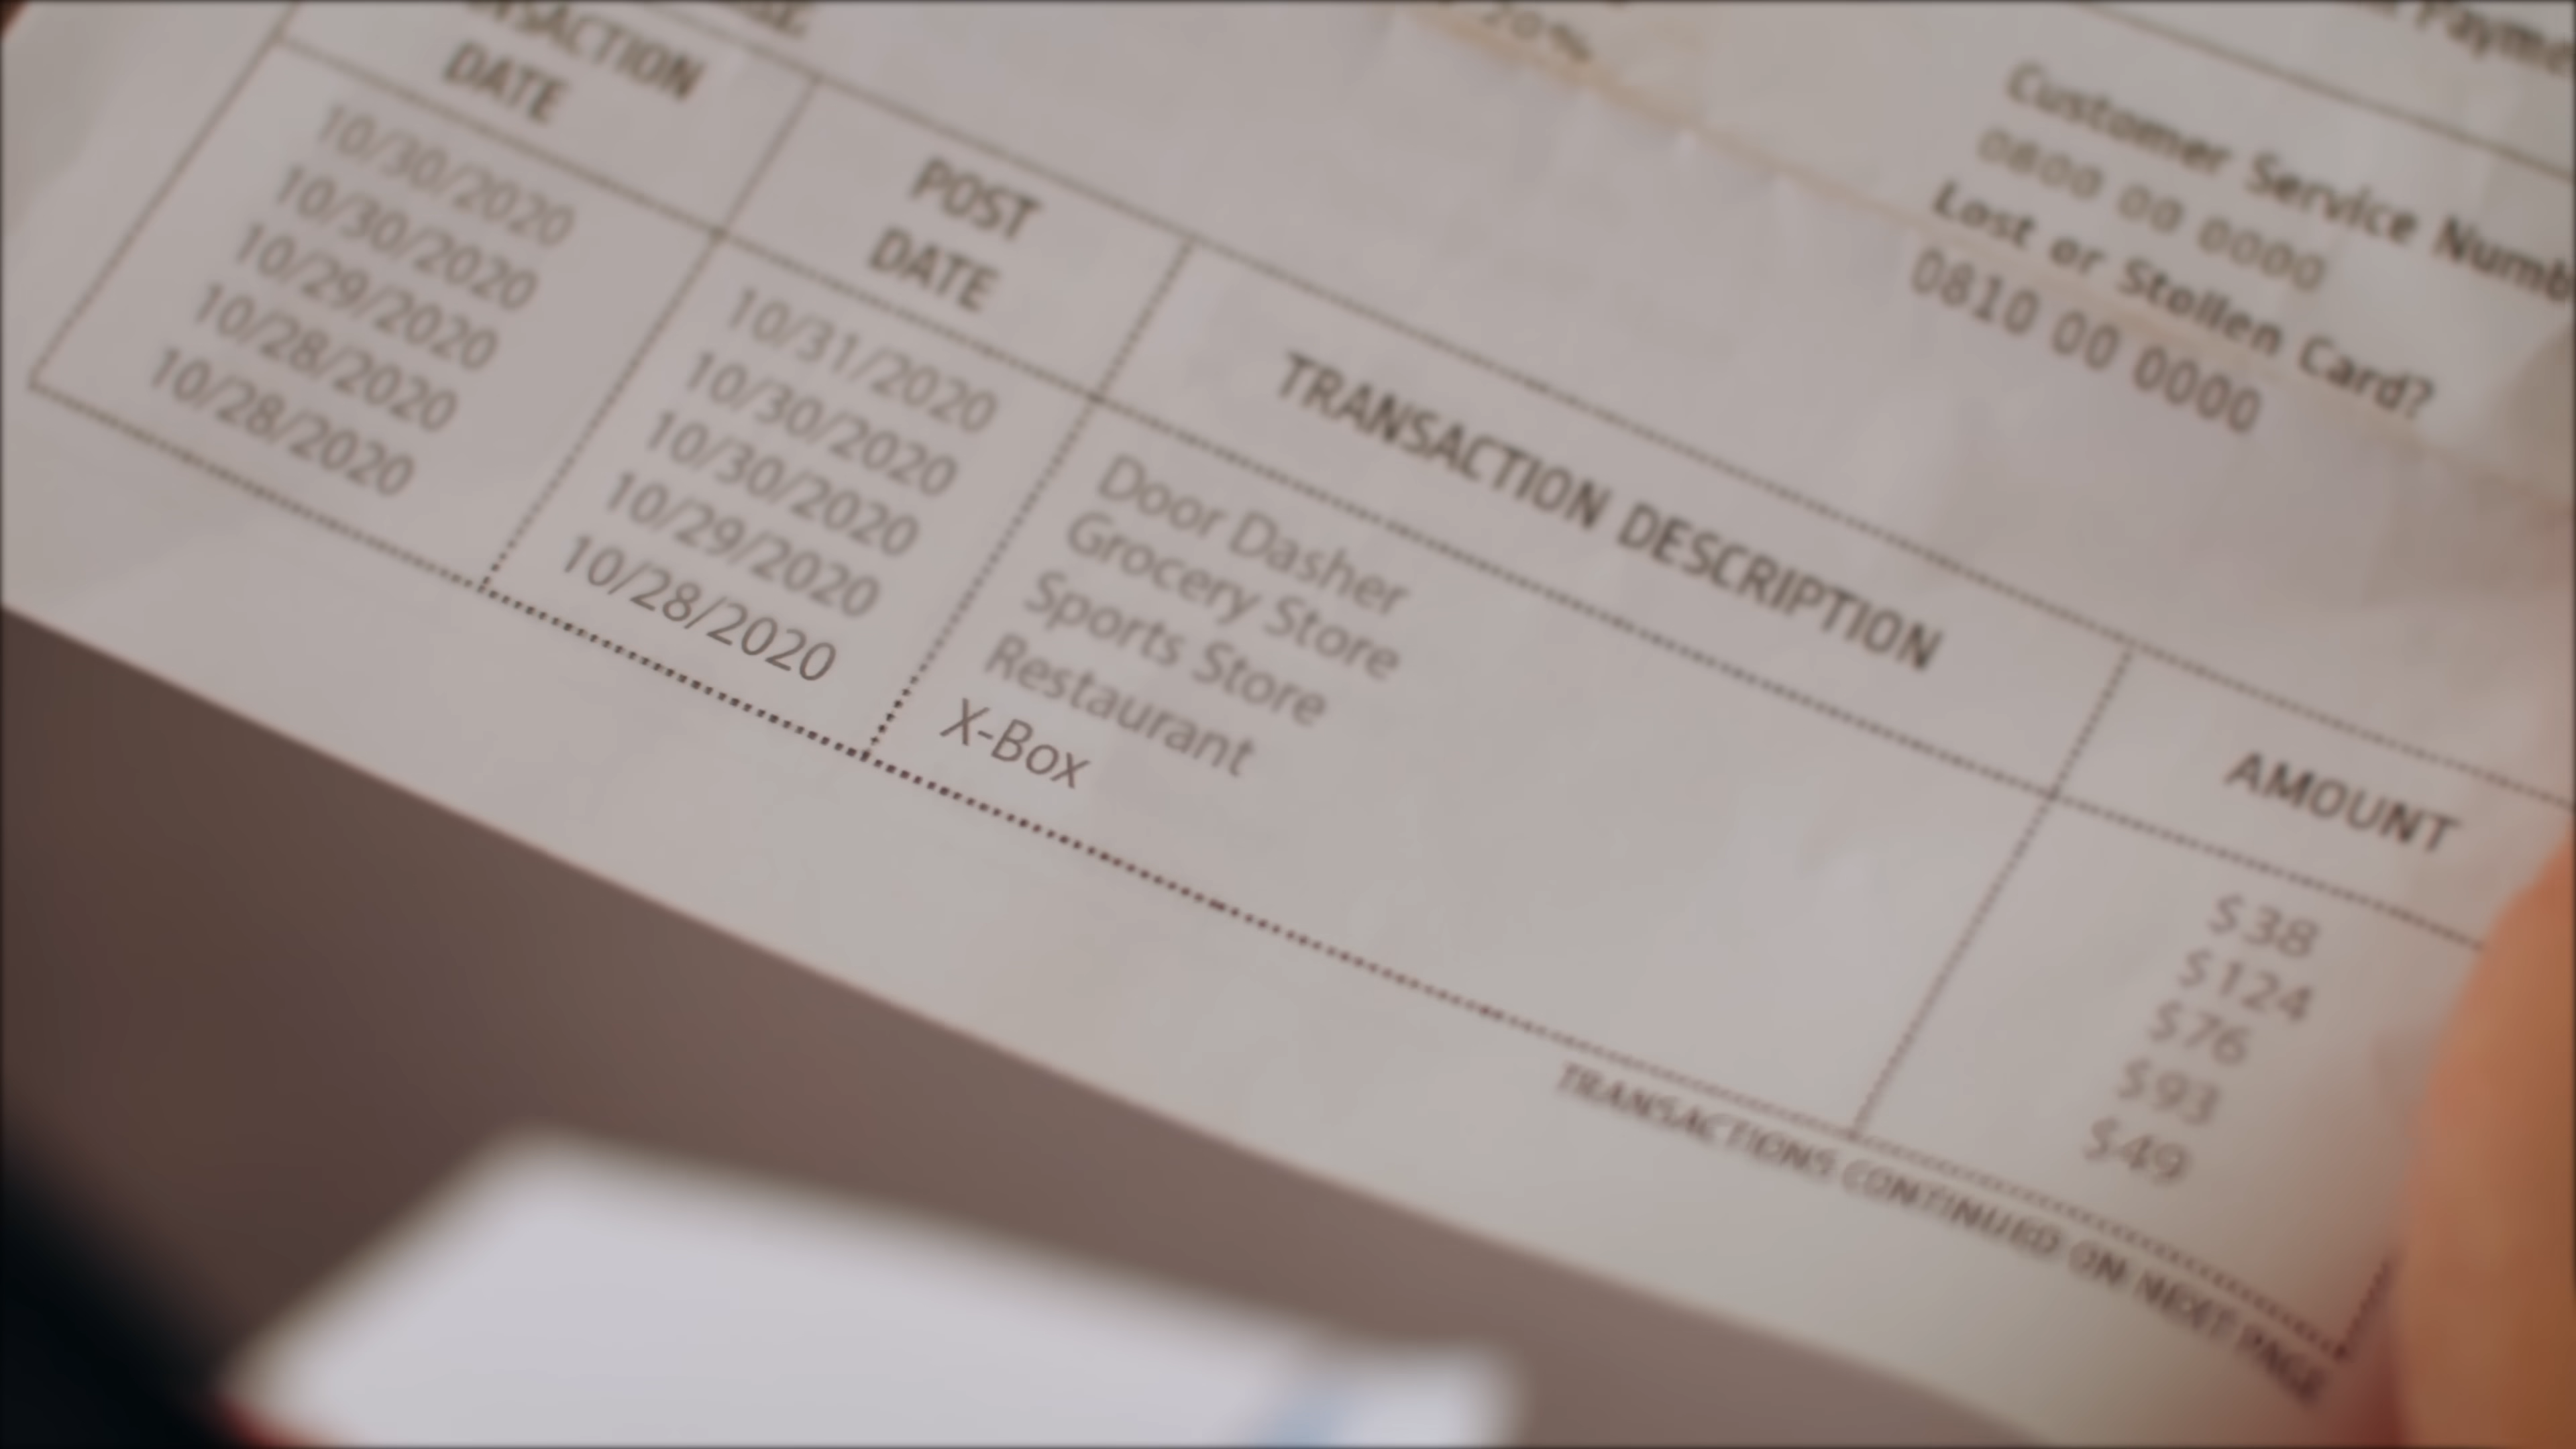 20%
Customer Service
0800 00 0000
Lost or Stollen Card?
0810 00 0000
DATE
POST
DATE
TRANSACTION DESCRIPTION
AMOUNT
10/30/2020 10/31/2020 Door Dasher $38
10/30/2020 10/30/2020 Grocery Store $124
10/29/2020 10/30/2020 Sports Store $76
10/28/2020 10/29/2020 Restaurant $93
10/28/2020 10/28/2020 X-Box $49
TRANSACTIONS CONTINUED ON NEXT PAGE